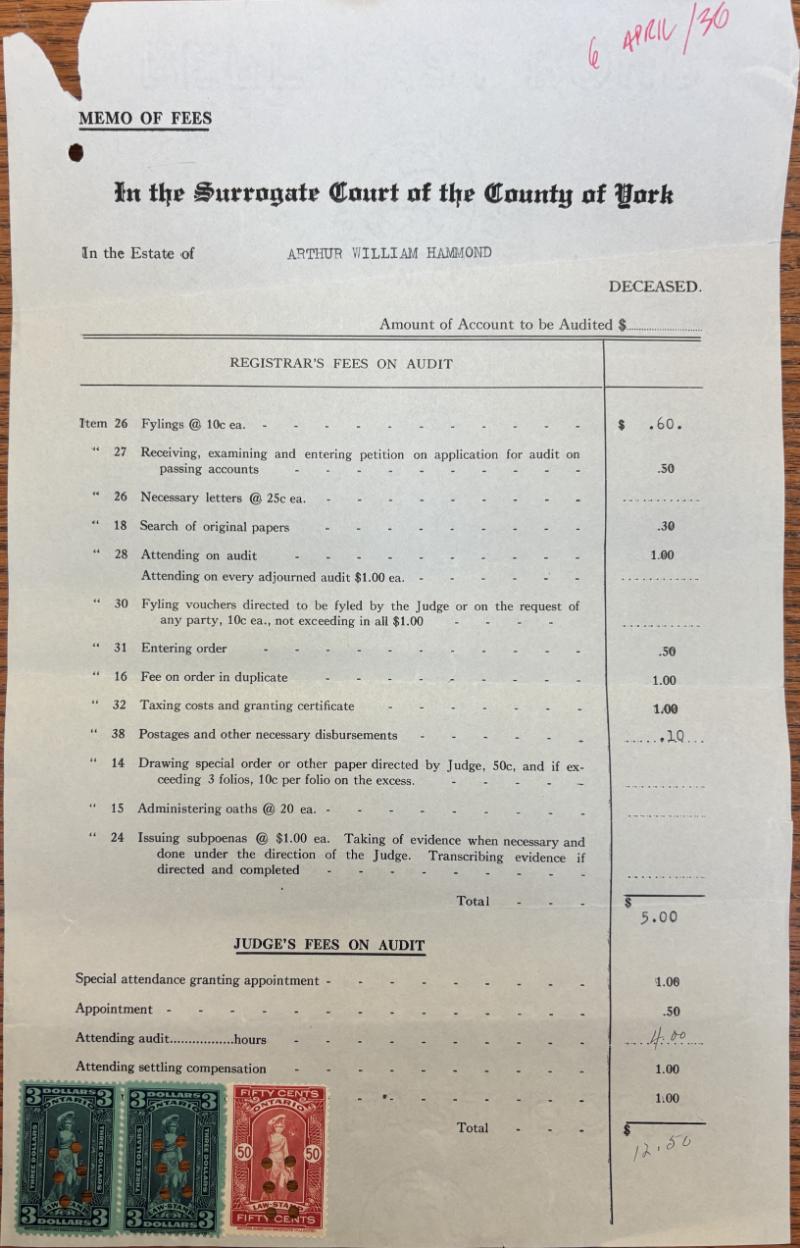 6 APRIL/36
MEMO OF FEES
In the Surrogate Court of the County of York
In the Estate of ARTHUR WILLIAM HAMMOND
DECEASED.
Amount of Account to be Audited $
REGISTRAR'S FEES ON AUDIT
Item 26 Fylings @ 10c ea. - - - - - - - - - - - $ .60.
" 27 Receiving, examining and entering petition on application for audit on
passing accounts - - - - - - - - - - .50
" 26 Necessary letters @ 25c ea. - - - - - - - - -
" 18 Search of original papers - - - - - - - - - .30
" 28 Attending on audit - - - - - - - - - - 1.00
Attending on every adjourned audit $1.00 ea. - - - - - -
" 30 Fyling vouchers directed to be fyled by the Judge or on the request of
any party, 10c ea., not exceeding in all $1.00 - - - -
" 31 Entering order - - - - - - - - - - - .50
" 16 Fee on order in duplicate - - - - - - - - - 1.00
" 32 Taxing costs and granting certificate - - - - - - - 1.00
" 38 Postages and other necessary disbursements - - - - - - .10
" 14 Drawing special order or other paper directed by Judge, 50c, and if ex-
ceeding 3 folios, 10c per folio on the excess. - - - - -
" 15 Administering oaths @ 20 ea. - - - - - - - - -
" 24 Issuing subpoenas @ $1.00 ea. Taking of evidence when necessary and
done under the direction of the Judge. Transcribing evidence if
directed and completed - - - - - - - - -
Total - - - $
5.00
JUDGE'S FEES ON AUDIT
Special attendance granting appointment - - - - - - - - - 1.00
Appointment - - - - - - - - - - - - - - .50
Attending audit.................hours - - - - - - - - - - 4.00
Attending settling compensation - - - - - - - - - - 1.00
- - - - - - - - 1.00
Total - - - $
12.50
3 DOLLARS 3
ONTARIO
THREE DOLLARS
THREE DOLLARS
LAW STAMP
3 DOLLARS 3
3 DOLLARS 3
ONTARIO
THREE DOLLARS
THREE DOLLARS
LAW STAMP
3 DOLLARS 3
FIFTY CENTS
ONTARIO
50 50
LAW-STAMP
FIFTY CENTS